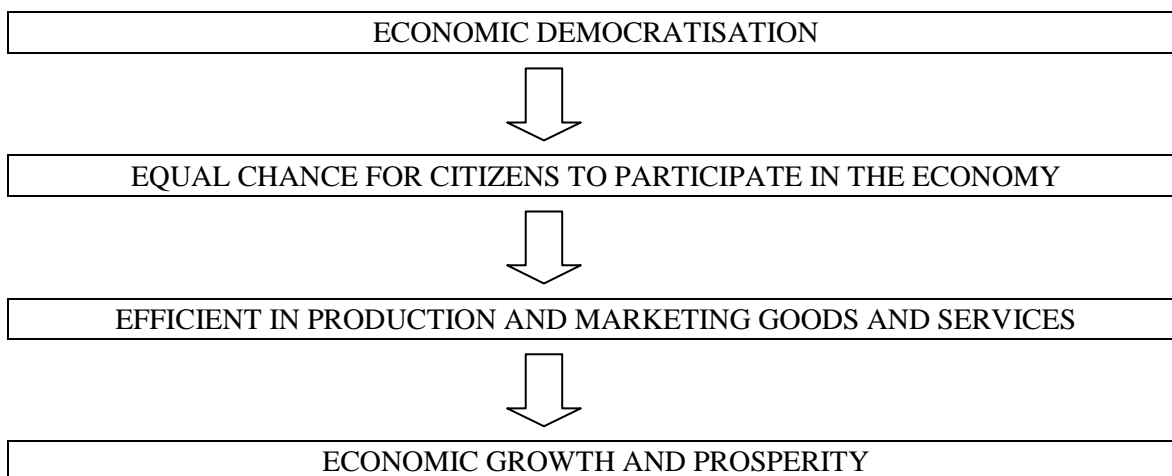 ECONOMIC DEMOCRATISATION
EQUAL CHANCE FOR CITIZENS TO PARTICIPATE IN THE ECONOMY
EFFICIENT IN PRODUCTION AND MARKETING GOODS AND SERVICES
ECONOMIC GROWTH AND PROSPERITY